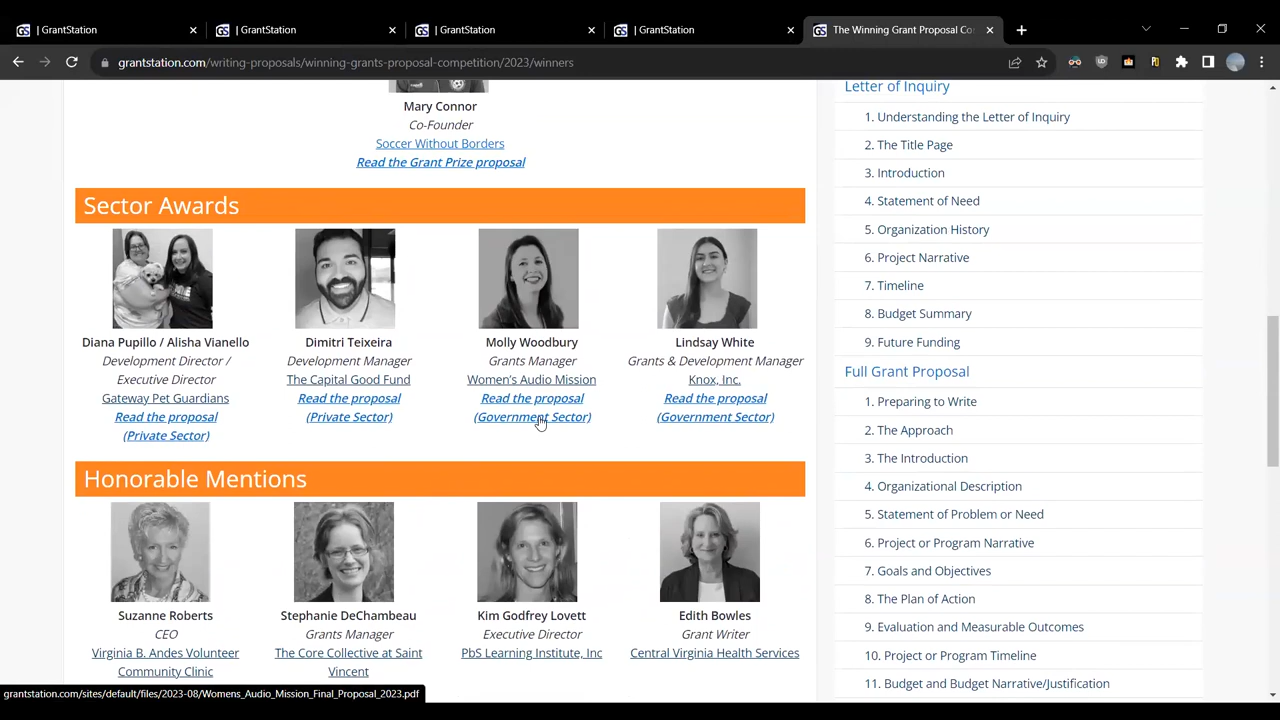 | GrantStation
| GrantStation
| GrantStation
| GrantStation
The Winning Grant Proposal Co
grantstation.com/writing-proposals/winning-grants-proposal-competition/2023/winners
Mary Connor
Co-Founder
Soccer Without Borders
Read the Grant Prize proposal
Sector Awards
Diana Pupillo / Alisha Vianello
Development Director /
Executive Director
Gateway Pet Guardians
Read the proposal
(Private Sector)
Dimitri Teixeira
Development Manager
The Capital Good Fund
Read the proposal
(Private Sector)
Molly Woodbury
Grants Manager
Women's Audio Mission
Read the proposal
(Government Sector)
Lindsay White
Grants & Development Manager
Knox, Inc.
Read the proposal
(Government Sector)
Honorable Mentions
Suzanne Roberts
CEO
Virginia B. Andes Volunteer
Community Clinic
Stephanie DeChambeau
Grants Manager
The Core Collective at Saint
Vincent
Kim Godfrey Lovett
Executive Director
PbS Learning Institute, Inc
Edith Bowles
Grant Writer
Central Virginia Health Services
Letter of Inquiry
1. Understanding the Letter of Inquiry
2. The Title Page
3. Introduction
4. Statement of Need
5. Organization History
6. Project Narrative
7. Timeline
8. Budget Summary
9. Future Funding
Full Grant Proposal
1. Preparing to Write
2. The Approach
3. The Introduction
4. Organizational Description
5. Statement of Problem or Need
6. Project or Program Narrative
7. Goals and Objectives
8. The Plan of Action
9. Evaluation and Measurable Outcomes
10. Project or Program Timeline
11. Budget and Budget Narrative/Justification
grantstation.com/sites/default/files/2023-08/Womens_Audio_Mission_Final_Proposal_2023.pdf